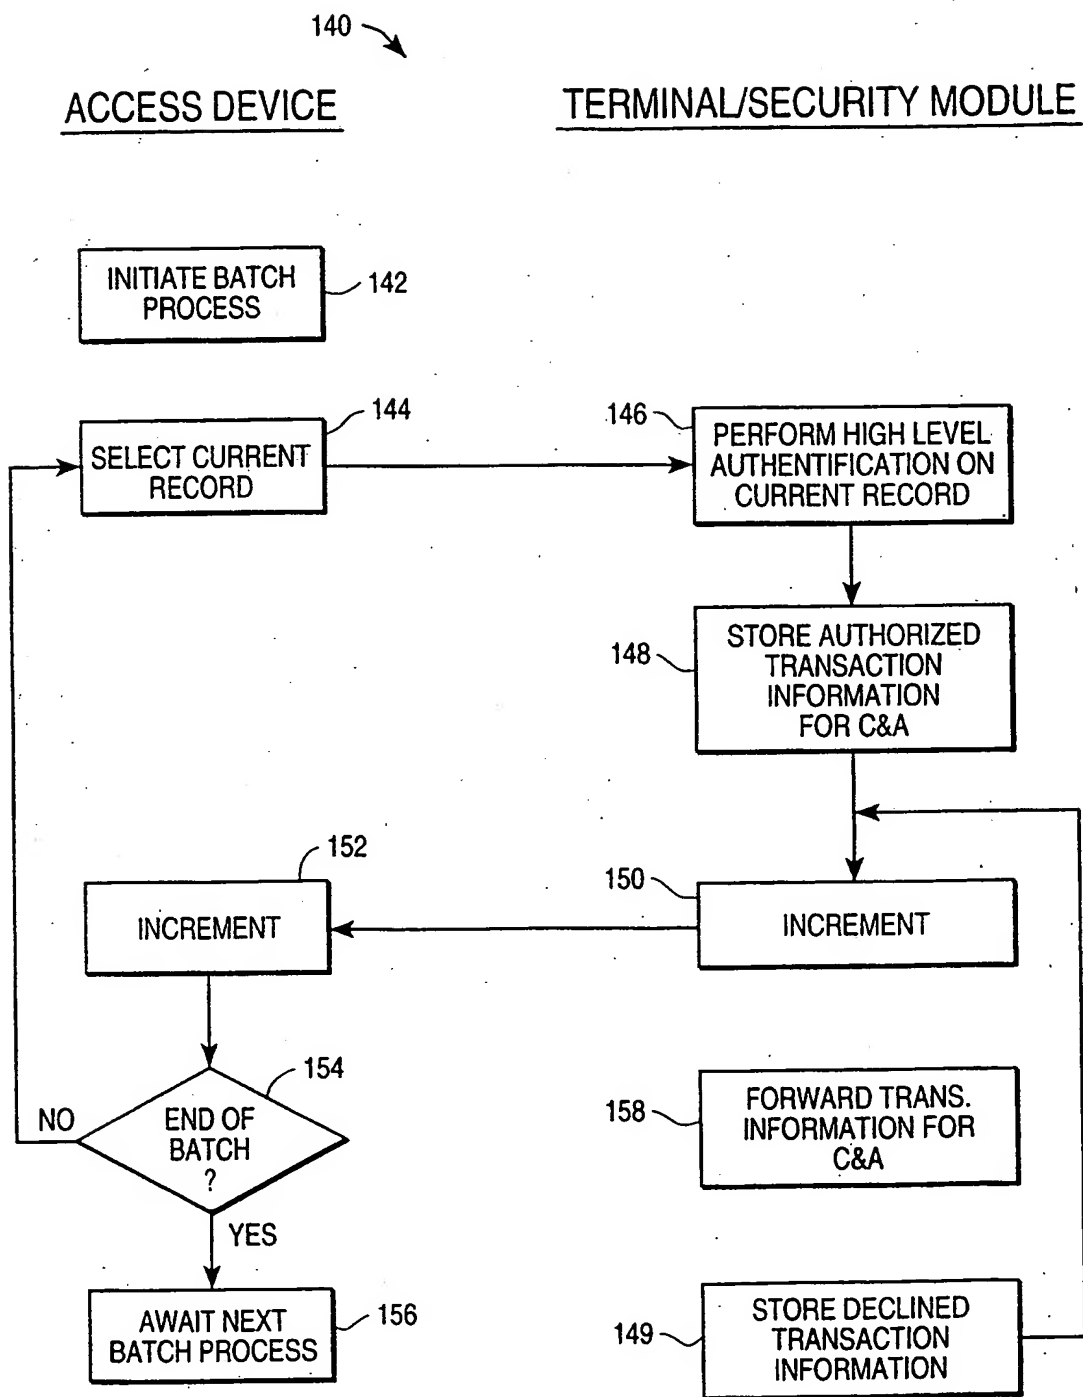 140
ACCESS DEVICE
TERMINAL/SECURITY MODULE
INITIATE BATCH
PROCESS
142
144
SELECT CURRENT
RECORD
146
PERFORM HIGH LEVEL
AUTHENTIFICATION ON
CURRENT RECORD
148
STORE AUTHORIZED
TRANSACTION
INFORMATION
FOR C&A
152
INCREMENT
150
INCREMENT
154
NO
END OF
BATCH
?
YES
158
FORWARD TRANS.
INFORMATION FOR
C&A
AWAIT NEXT
BATCH PROCESS
156
149
STORE DECLINED
TRANSACTION
INFORMATION